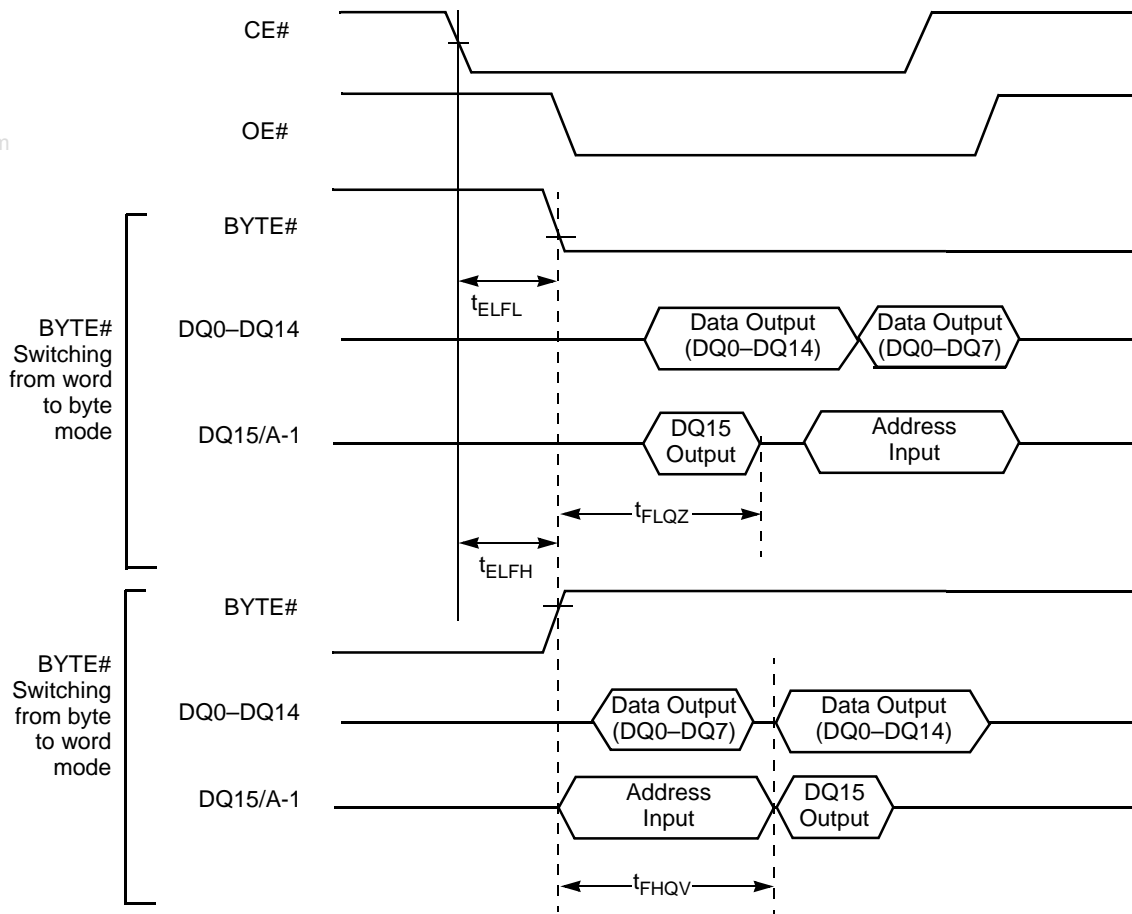 CE#
OE#
m
BYTE#
tELFL
BYTE#
Switching
from word
to byte
mode
DQ0–DQ14
Data Output
(DQ0–DQ14)
Data Output
(DQ0–DQ7)
DQ15/A-1
DQ15
Output
Address
Input
tFLQZ
tELFH
BYTE#
BYTE#
Switching
from byte
to word
mode
DQ0–DQ14
Data Output
(DQ0–DQ7)
Data Output
(DQ0–DQ14)
DQ15/A-1
Address
Input
DQ15
Output
tFHQV